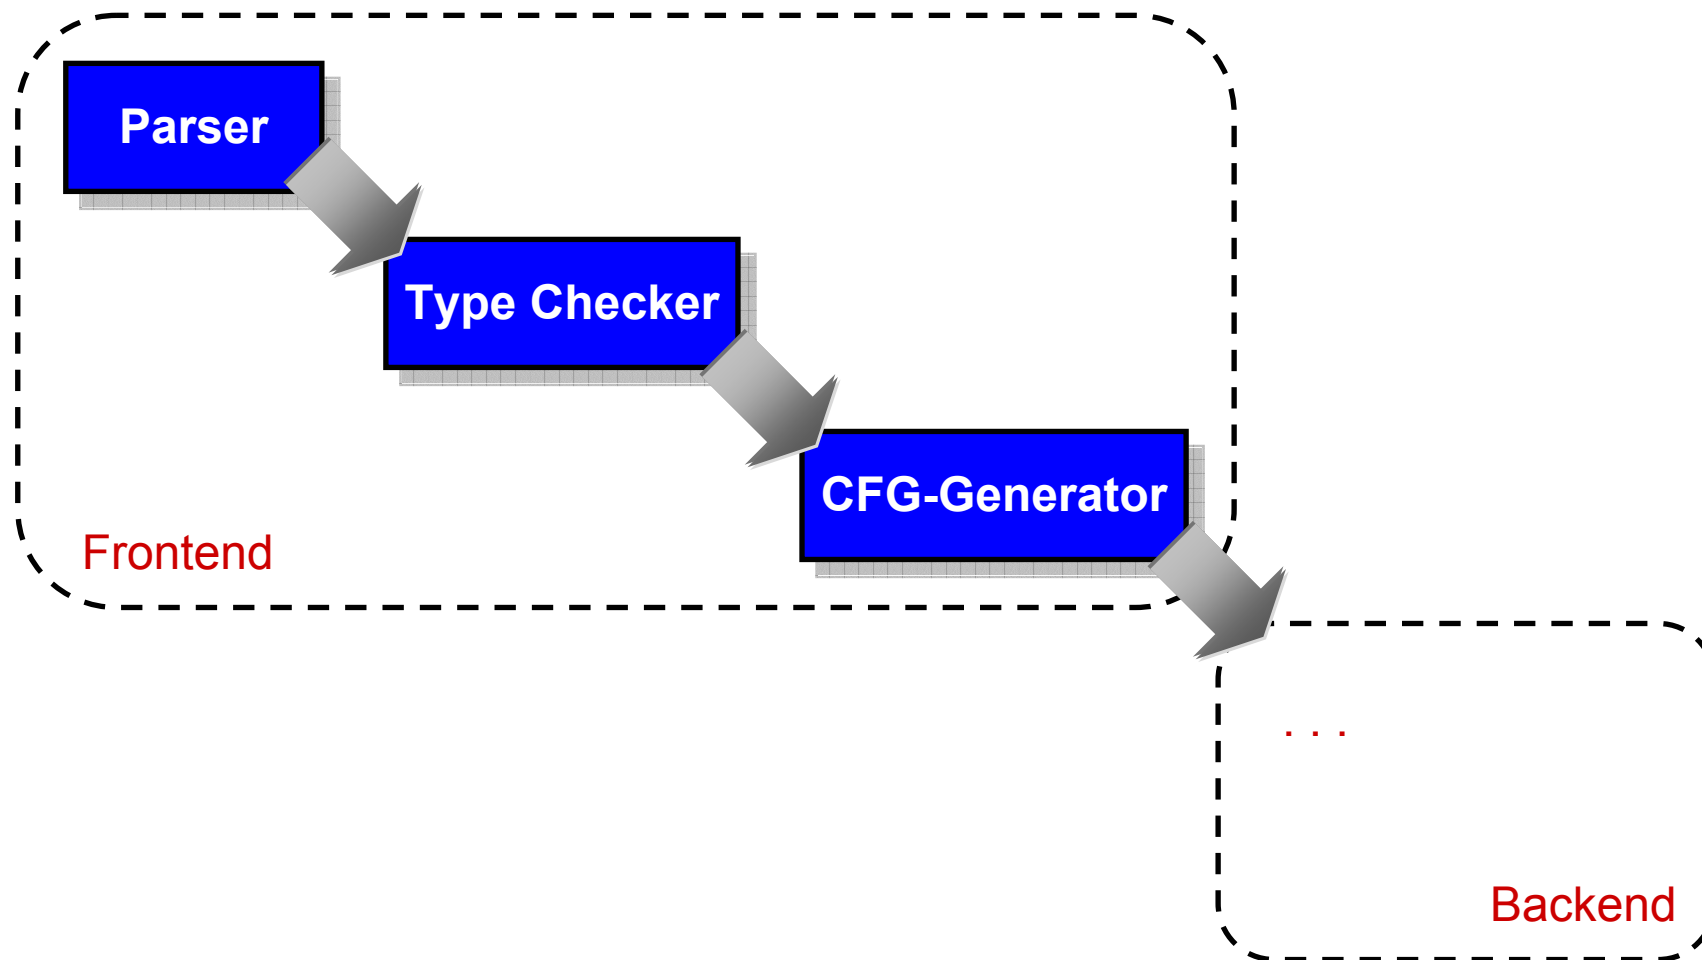 Parser
Type Checker
CFG-Generator
Frontend
. . .
Backend